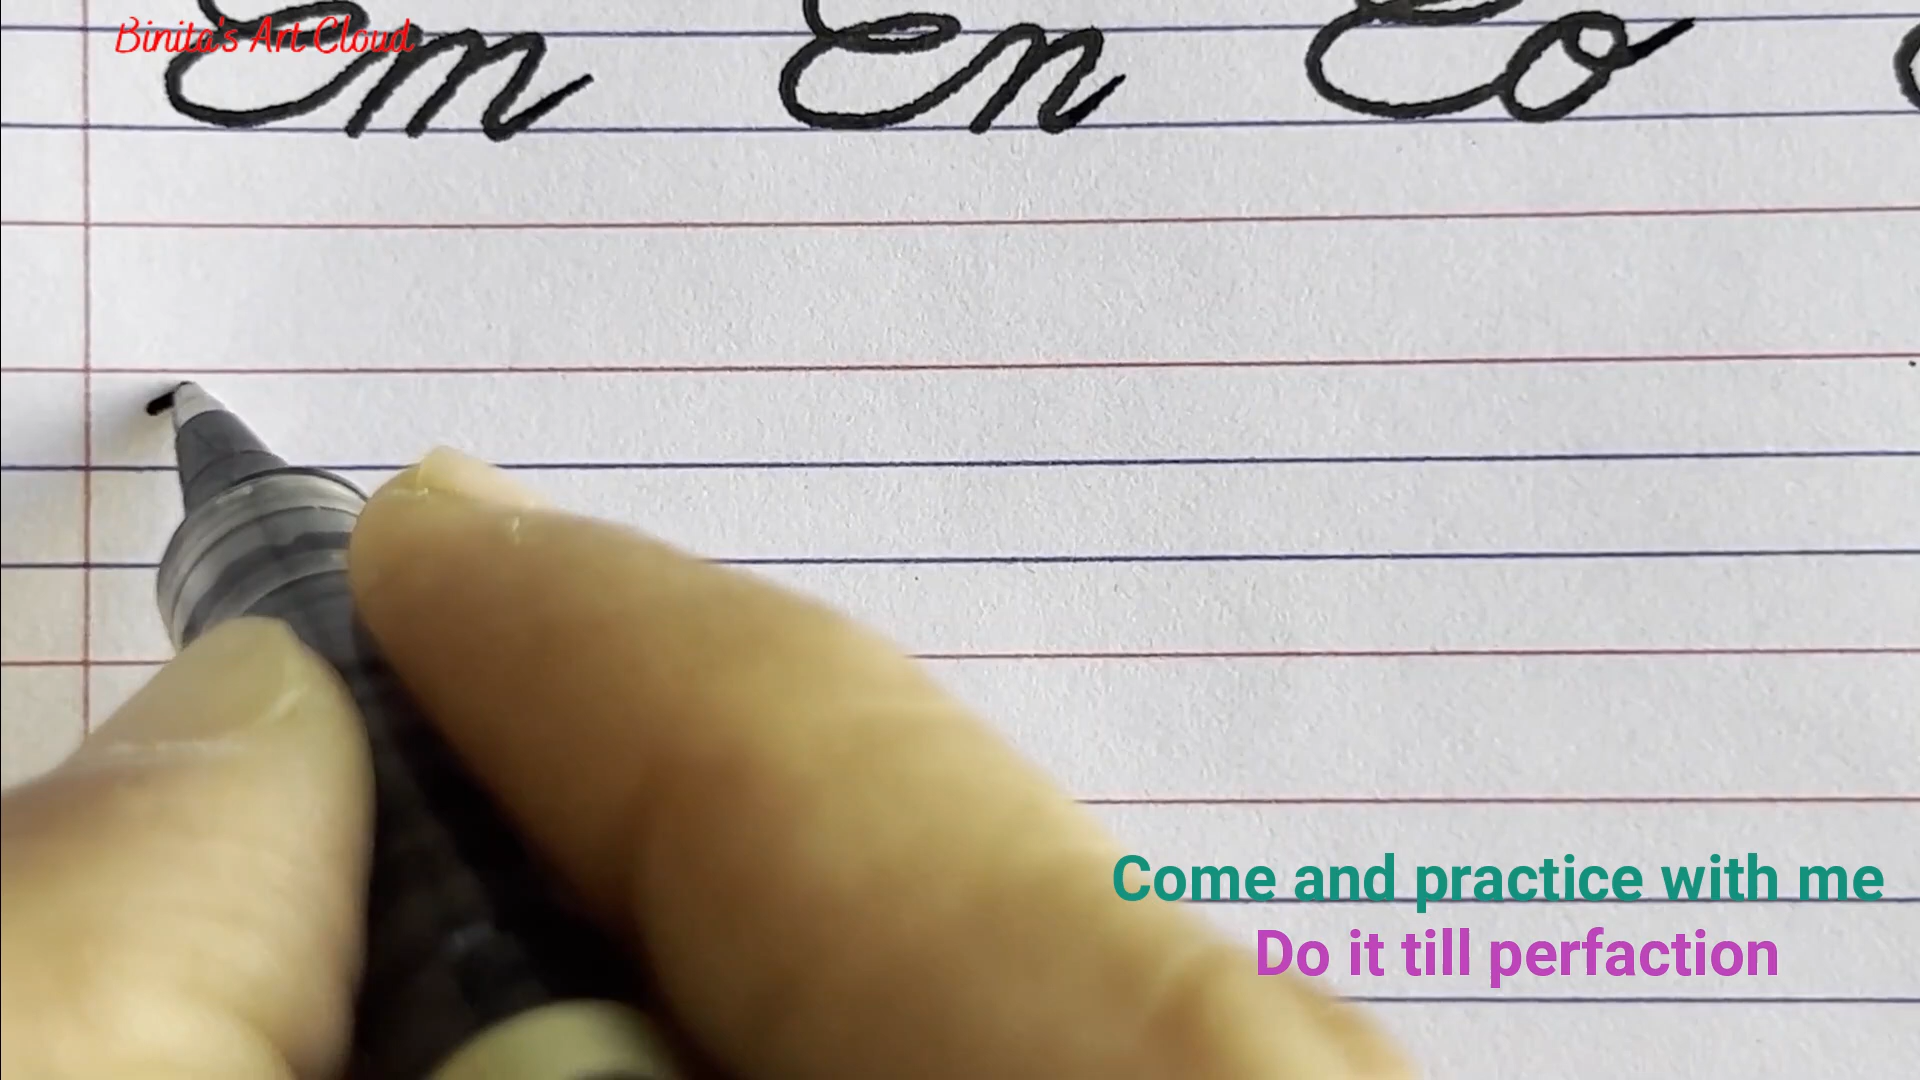 Binita's Art Cloud
Em En Eo
Come and practice with me
Do it till perfaction